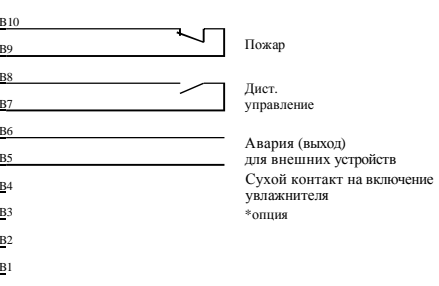 B10
B9
Пожар
B8
Дист.
B7
управление
B6
Авария (выход)
B5
для внешних устройств
B4
Сухой контакт на включение
увлажнителя
B3
*опция
B2
B1